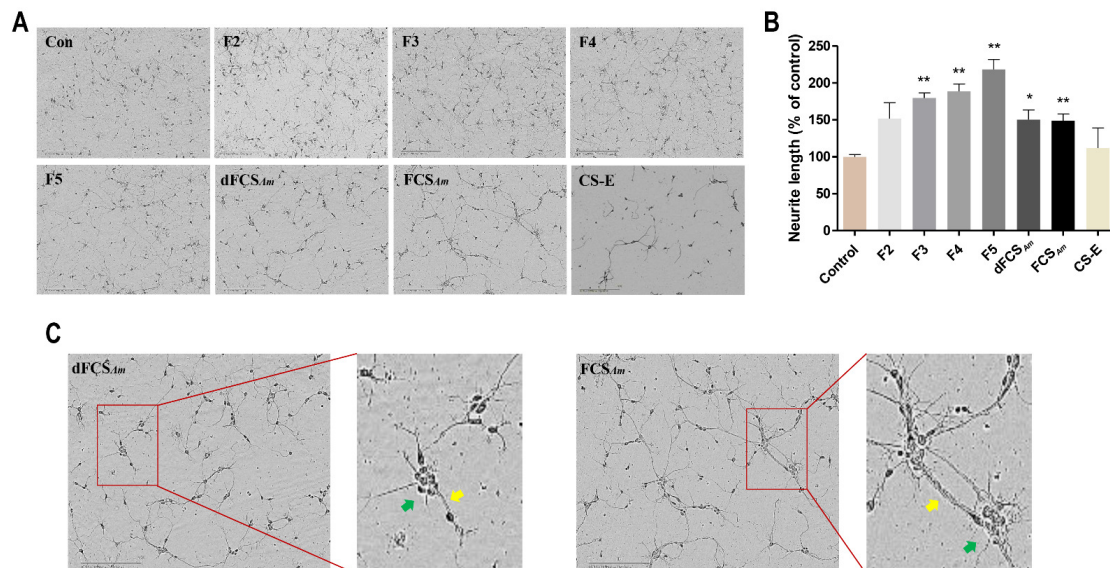 A
Con
F2
F3
F4
F5
dFCSAm
FCSAm
CS-E
B
Neurite length (% of control)
250
200
150
100
50
0
**
**
**
*
**
Control
F2
F3
F4
F5
dFCSAm
FCSAm
CS-E
C
dFCSAm
FCSAm